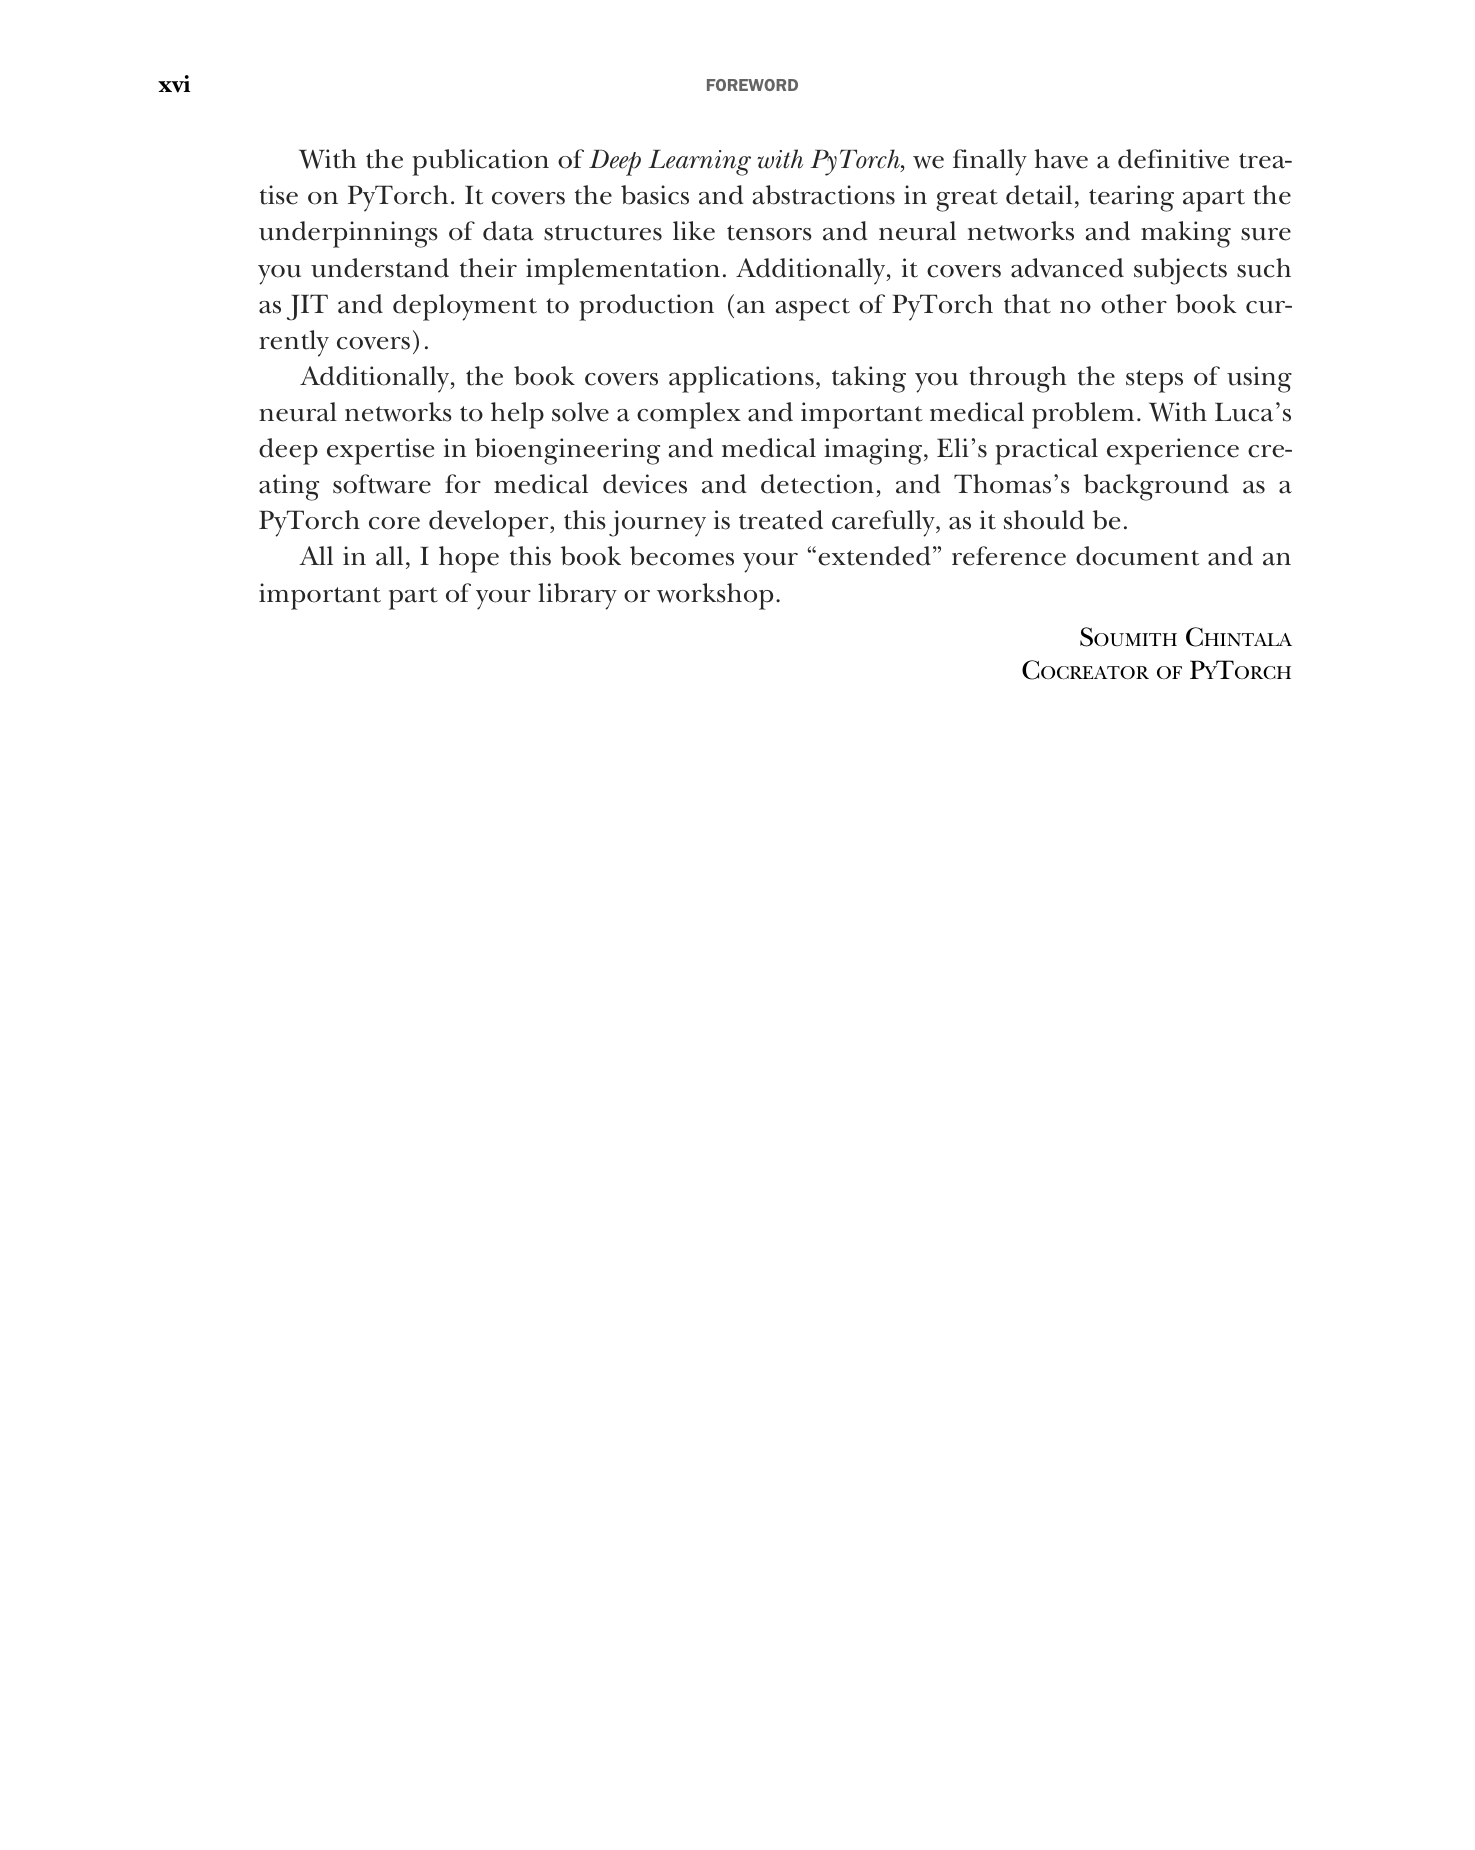 xvi
FOREWORD
With the publication of Deep Learning with PyTorch, we finally have a definitive trea-
tise on PyTorch. It covers the basics and abstractions in great detail, tearing apart the
underpinnings of data structures like tensors and neural networks and making sure
you understand their implementation. Additionally, it covers advanced subjects such
as JIT and deployment to production (an aspect of PyTorch that no other book cur-
rently covers).
Additionally, the book covers applications, taking you through the steps of using
neural networks to help solve a complex and important medical problem. With Luca’s
deep expertise in bioengineering and medical imaging, Eli’s practical experience cre-
ating software for medical devices and detection, and Thomas’s background as a
PyTorch core developer, this journey is treated carefully, as it should be.
All in all, I hope this book becomes your “extended” reference document and an
important part of your library or workshop.
Soumith Chintala
Cocreator of PyTorch